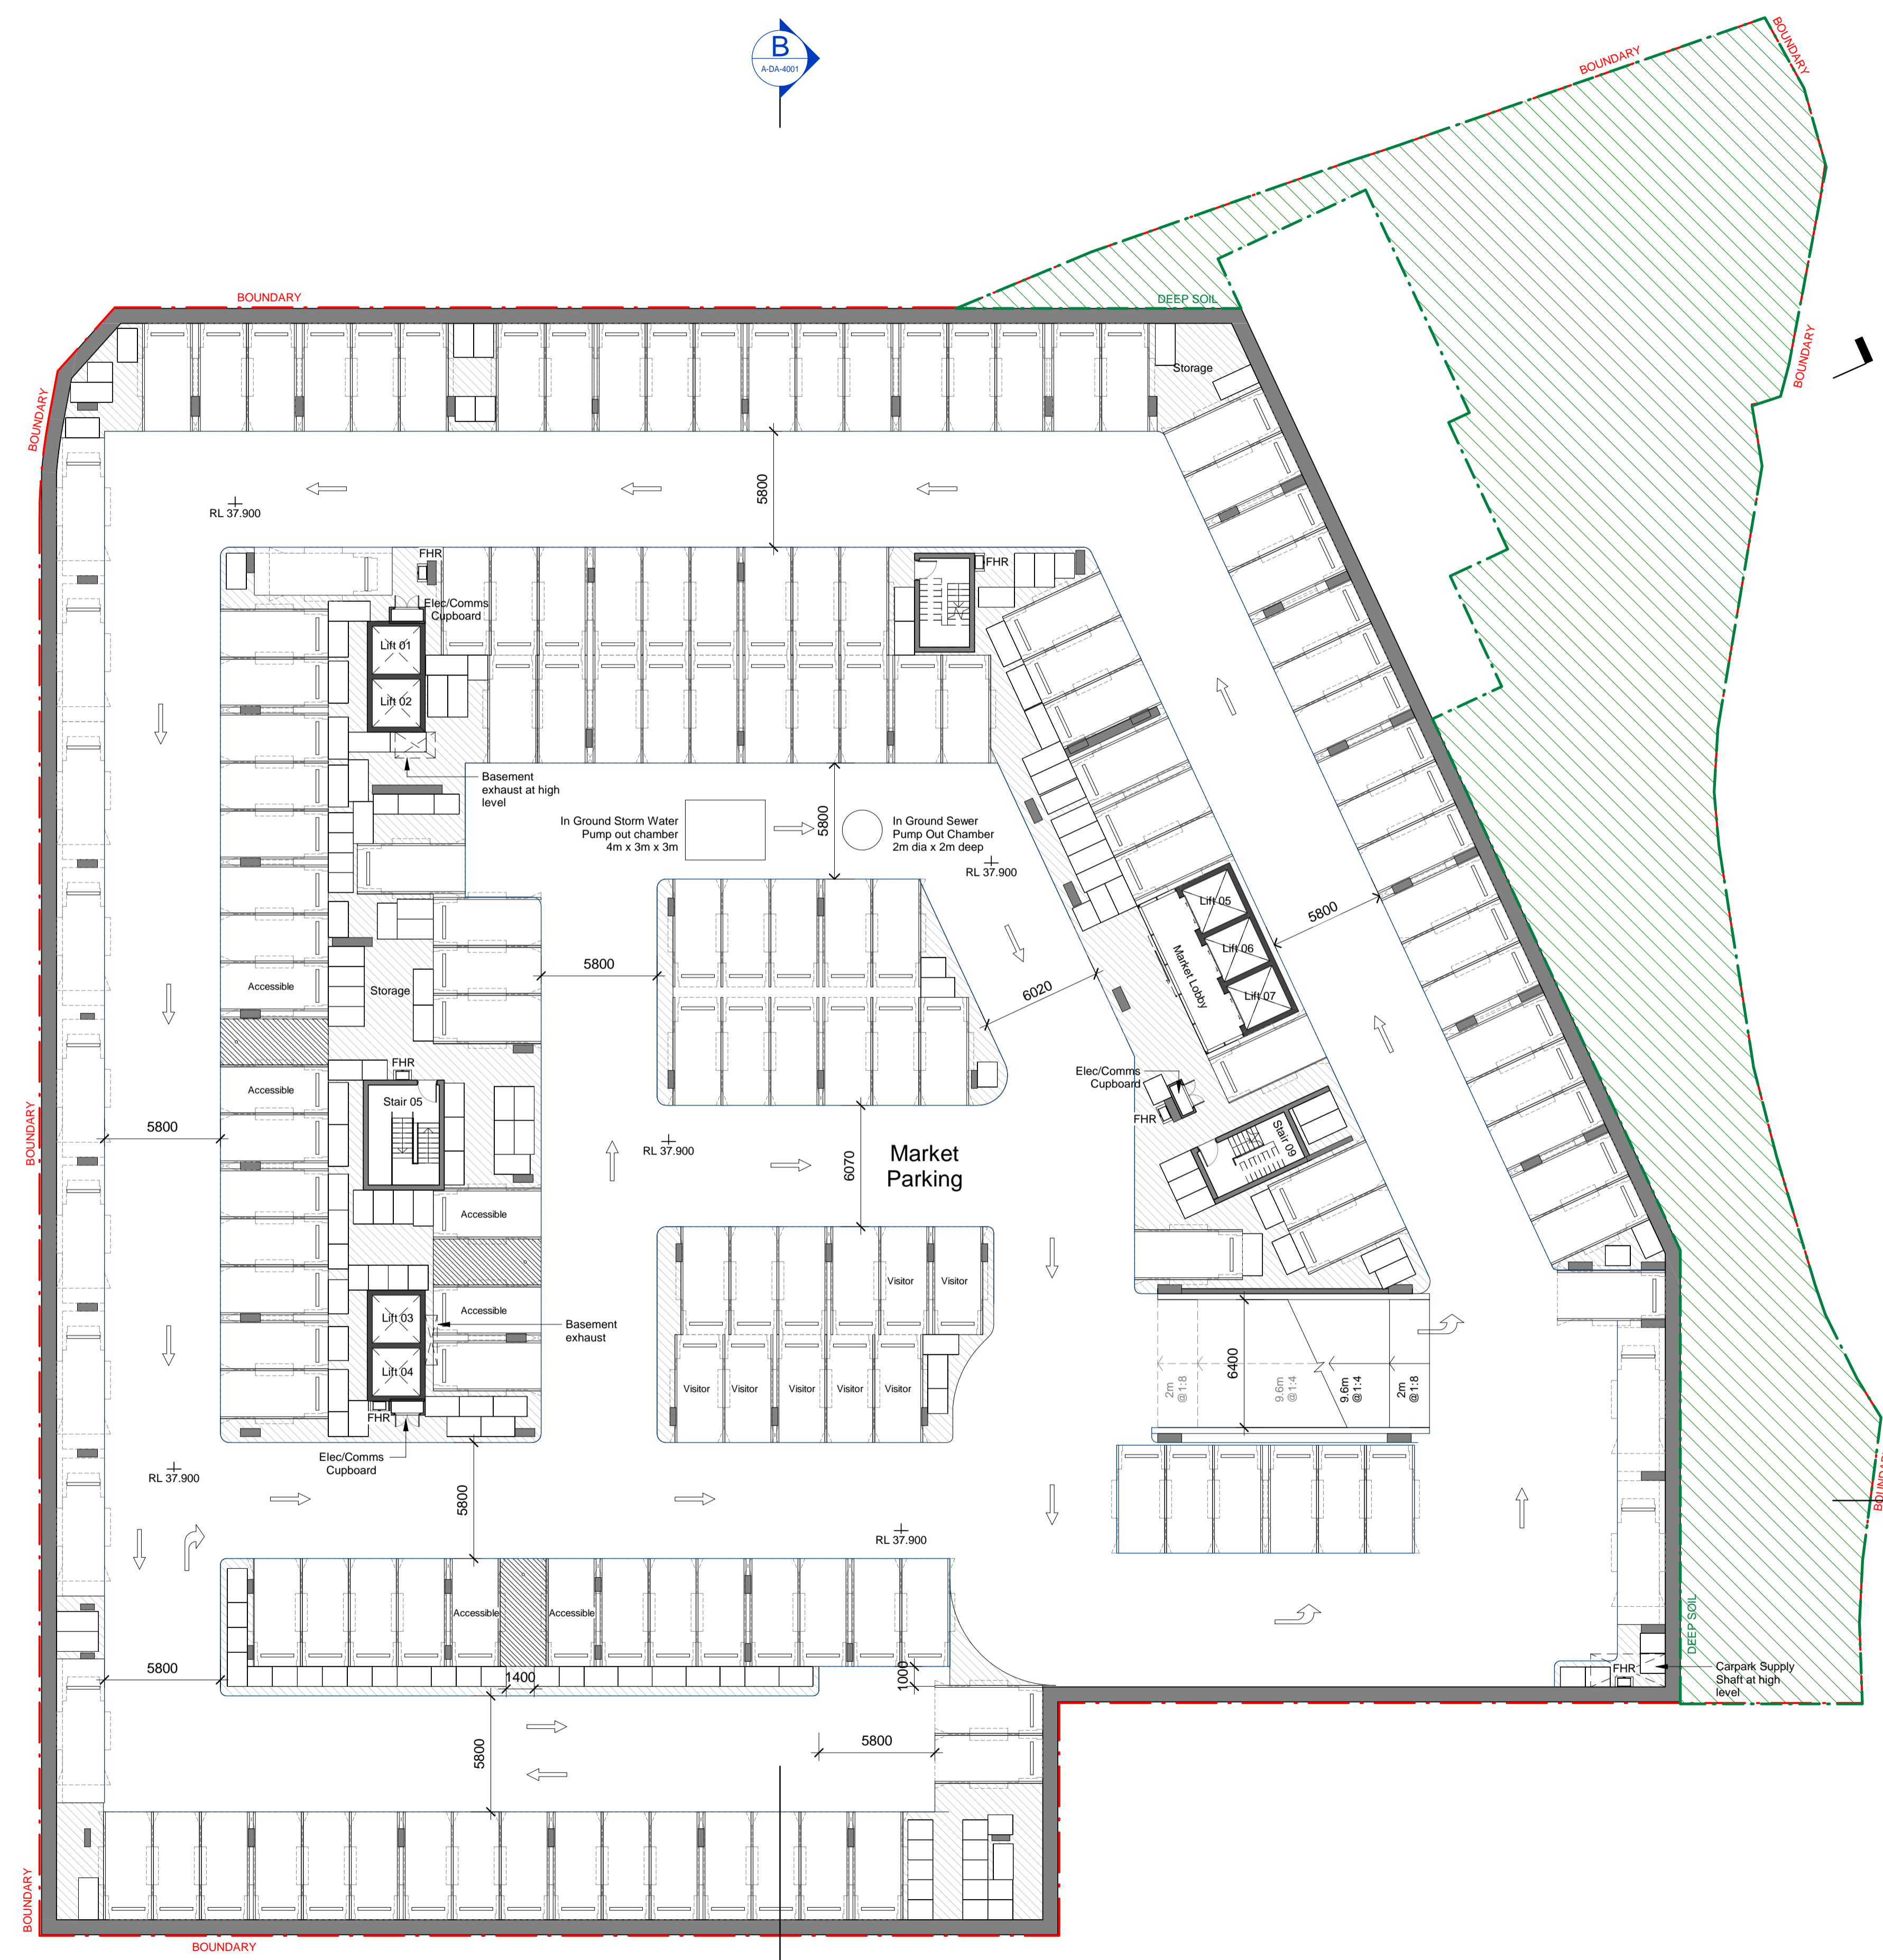 B
A-DA-4001
BOUNDARY
BOUNDARY
BOUNDARY
DEEP SOIL
BOUNDARY
BOUNDARY
Storage
5800
RL 37.900
FHR
FHR
Elec/Comms
Cupboard
Lift 01
Lift 02
Basement
exhaust at high
level
In Ground Storm Water
Pump out chamber
4m x 3m x 3m
5800
In Ground Sewer
Pump Out Chamber
2m dia x 2m deep
RL 37.900
Lift 05
Lift 06
Lift 07
Market Lobby
5800
5800
6020
Accessible
Storage
Accessible
FHR
Stair 05
Elec/Comms
Cupboard
FHR
Stair 09
BOUNDARY
5800
RL 37.900
6070
Market
Parking
Accessible
Accessible
Visitor
Visitor
Lift 03
Lift 04
Basement
exhaust
Visitor
Visitor
Visitor
Visitor
Visitor
6400
2m
@1:8
9.6m
@1:4
9.6m
@1:4
2m
@1:8
FHR
Elec/Comms
Cupboard
RL 37.900
5800
RL 37.900
BOUNDARY
Accessible
Accessible
DEEP SOIL
5800
1400
1000
FHR
Carpark Supply
Shaft at high
level
5800
5800
BOUNDARY
BOUNDARY